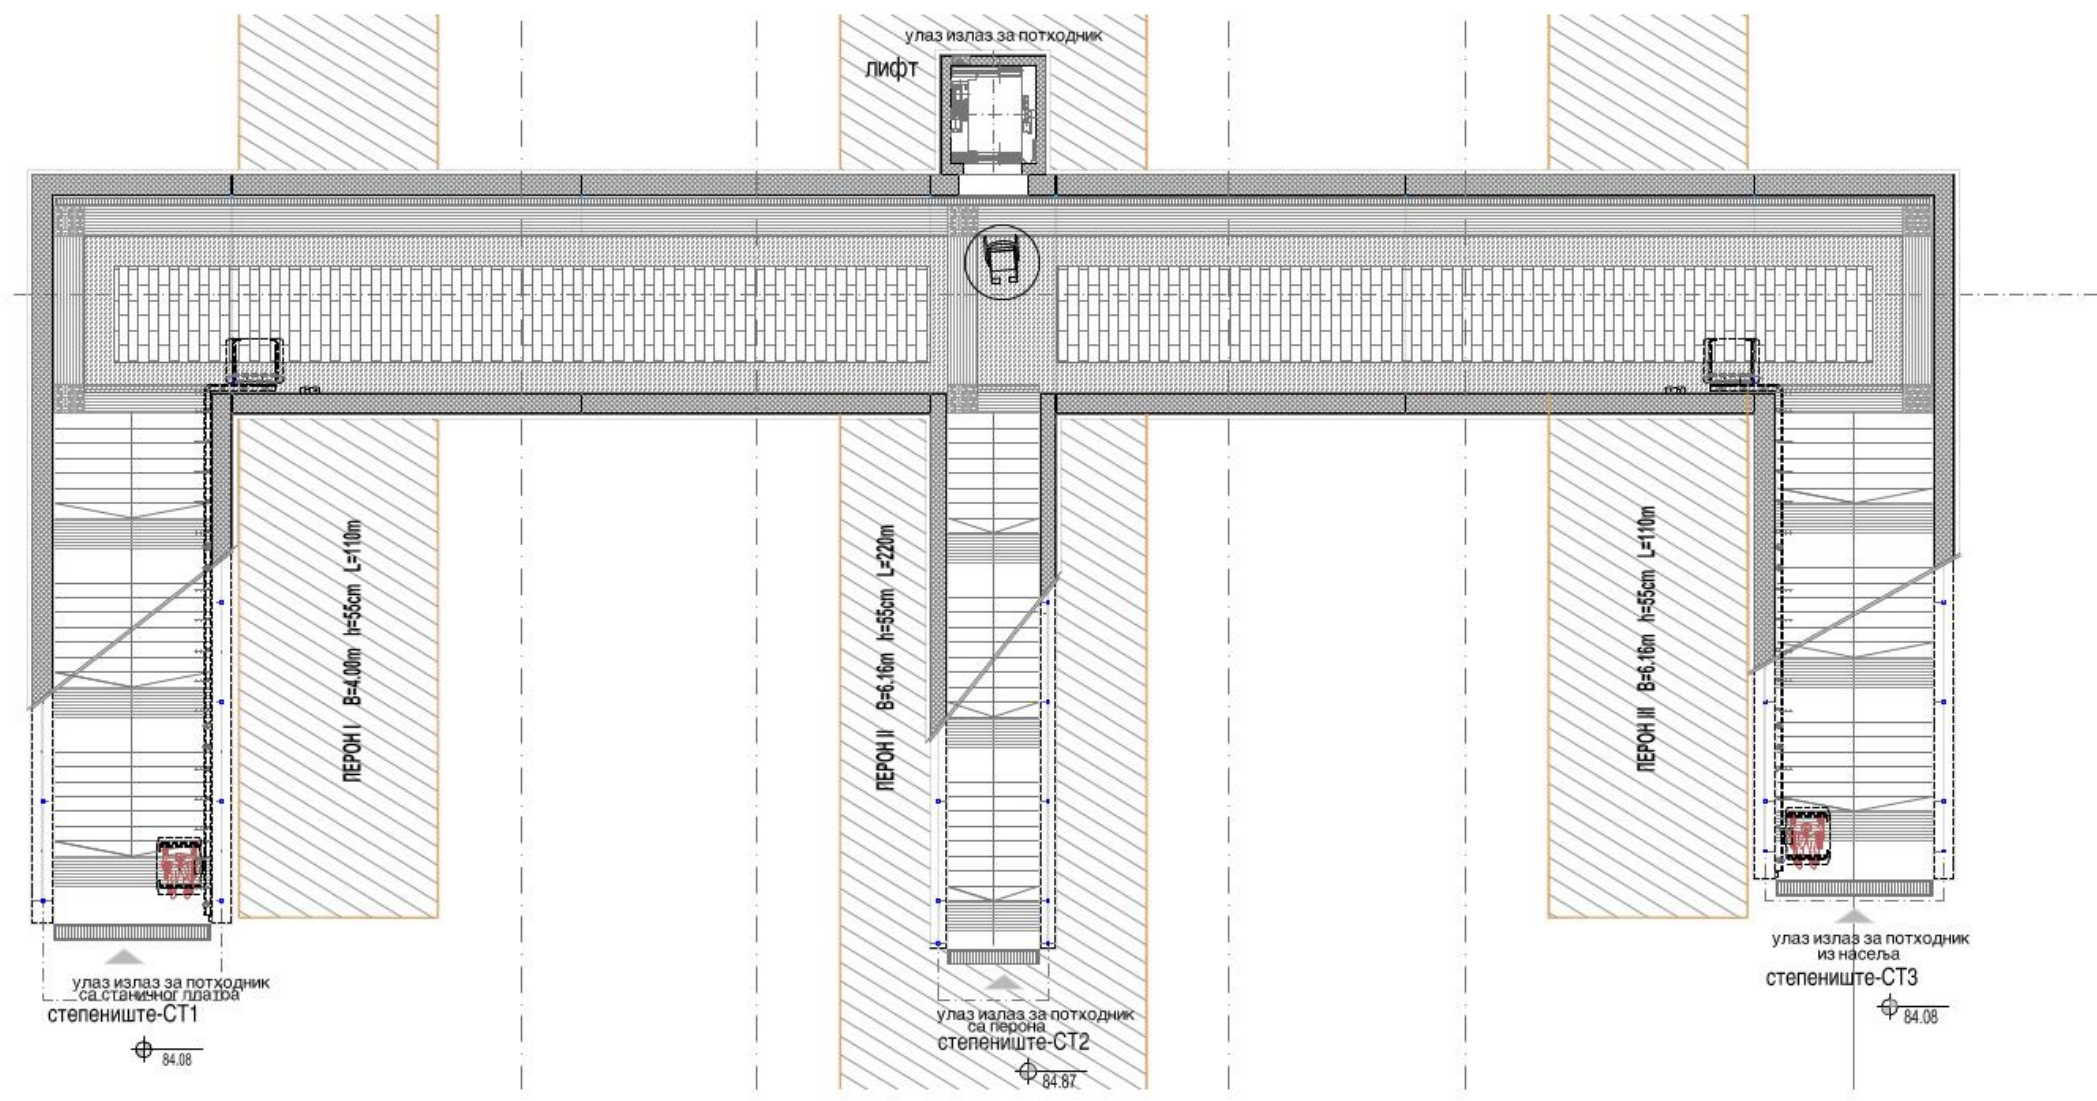 улаз излаз за потходник
лифт
ПЕРОН I B=4.00m h=55cm L=110m
ПЕРОН II B=6.16m h=55cm L=220m
ПЕРОН III B=6.16m h=55cm L=110m
улаз излаз за потходник
са станичног платоа
степениште-СТ1
84.08
улаз излаз за потходник
са перона
степениште-СТ2
84.87
улаз излаз за потходник
из насеља
степениште-СТ3
84.08